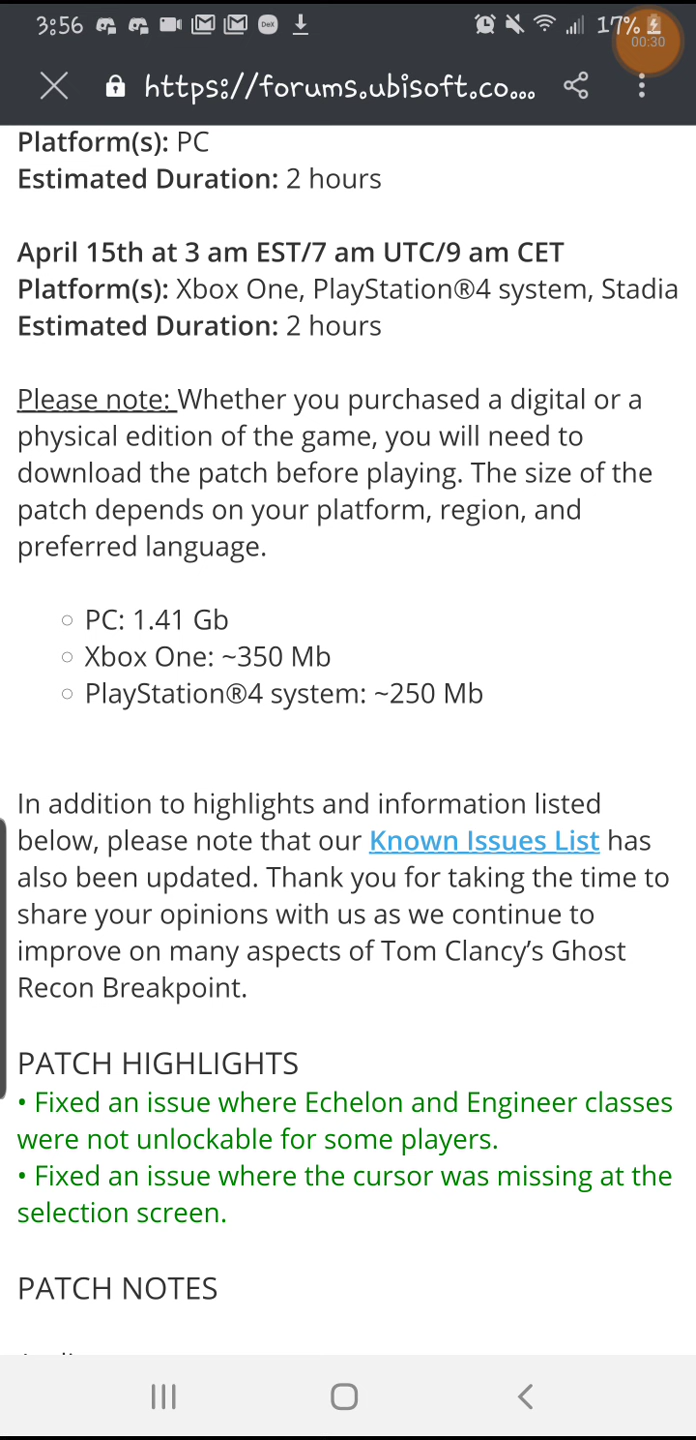 3:56
DeX
17%
00:30
https://forums.ubisoft.co...
Platform(s): PC
Estimated Duration: 2 hours
April 15th at 3 am EST/7 am UTC/9 am CET
Platform(s): Xbox One, PlayStation®4 system, Stadia
Estimated Duration: 2 hours
Please note: Whether you purchased a digital or a
physical edition of the game, you will need to
download the patch before playing. The size of the
patch depends on your platform, region, and
preferred language.
○ PC: 1.41 Gb
○ Xbox One: ~350 Mb
○ PlayStation®4 system: ~250 Mb
In addition to highlights and information listed
below, please note that our Known Issues List has
also been updated. Thank you for taking the time to
share your opinions with us as we continue to
improve on many aspects of Tom Clancy’s Ghost
Recon Breakpoint.
PATCH HIGHLIGHTS
• Fixed an issue where Echelon and Engineer classes
were not unlockable for some players.
• Fixed an issue where the cursor was missing at the
selection screen.
PATCH NOTES